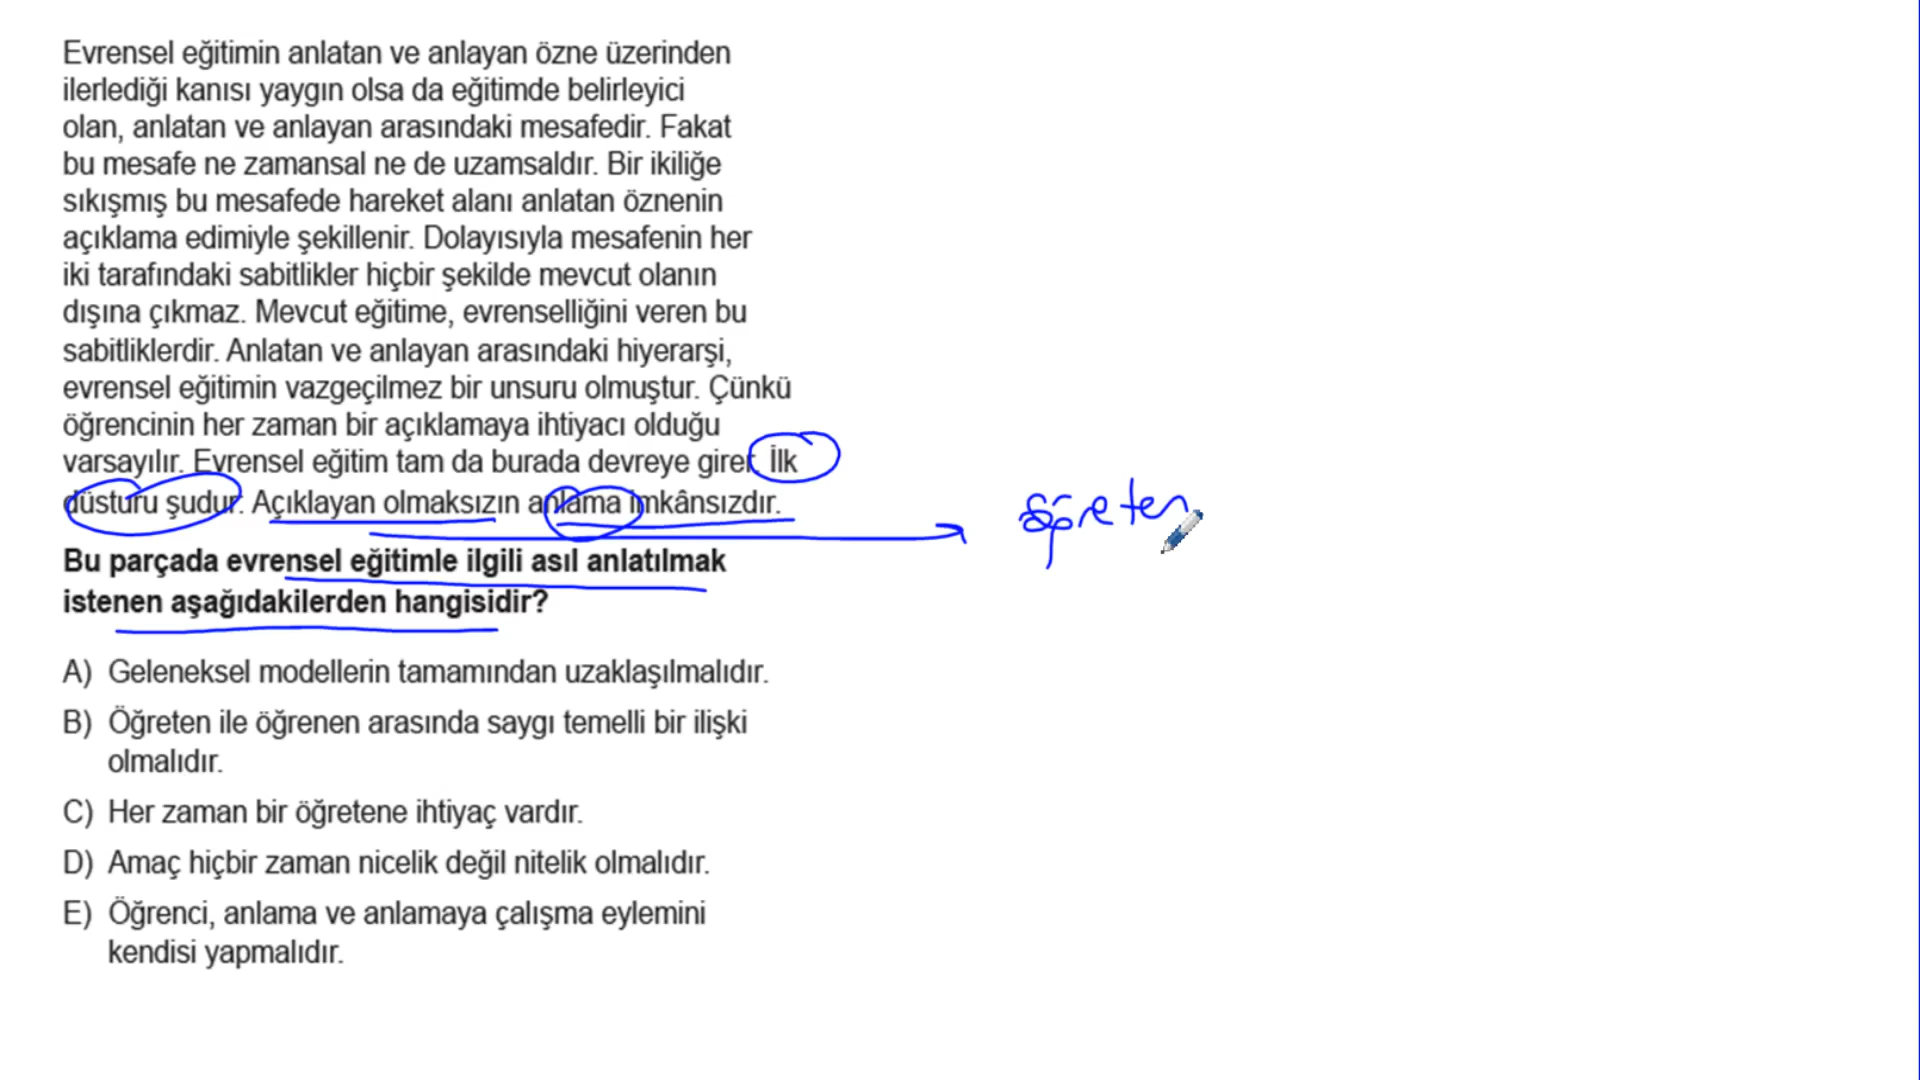 Evrensel eğitimin anlatan ve anlayan özne üzerinden
ilerlediği kanısı yaygın olsa da eğitimde belirleyici
olan, anlatan ve anlayan arasındaki mesafedir. Fakat
bu mesafe ne zamansal ne de uzamsaldır. Bir ikiliğe
sıkışmış bu mesafede hareket alanı anlatan öznenin
açıklama edimiyle şekillenir. Dolayısıyla mesafenin her
iki tarafındaki sabitlikler hiçbir şekilde mevcut olanın
dışına çıkmaz. Mevcut eğitime, evrenselliğini veren bu
sabitliklerdir. Anlatan ve anlayan arasındaki hiyerarşi,
evrensel eğitimin vazgeçilmez bir unsuru olmuştur. Çünkü
öğrencinin her zaman bir açıklamaya ihtiyacı olduğu
varsayılır. Evrensel eğitim tam da burada devreye girer. İlk
düsturu şudur: Açıklayan olmaksızın anlama imkânsızdır.
öğreten
Bu parçada evrensel eğitimle ilgili asıl anlatılmak
istenen aşağıdakilerden hangisidir?
A) Geleneksel modellerin tamamından uzaklaşılmalıdır.
B) Öğreten ile öğrenen arasında saygı temelli bir ilişki
olmalıdır.
C) Her zaman bir öğretene ihtiyaç vardır.
D) Amaç hiçbir zaman nicelik değil nitelik olmalıdır.
E) Öğrenci, anlama ve anlamaya çalışma eylemini
kendisi yapmalıdır.